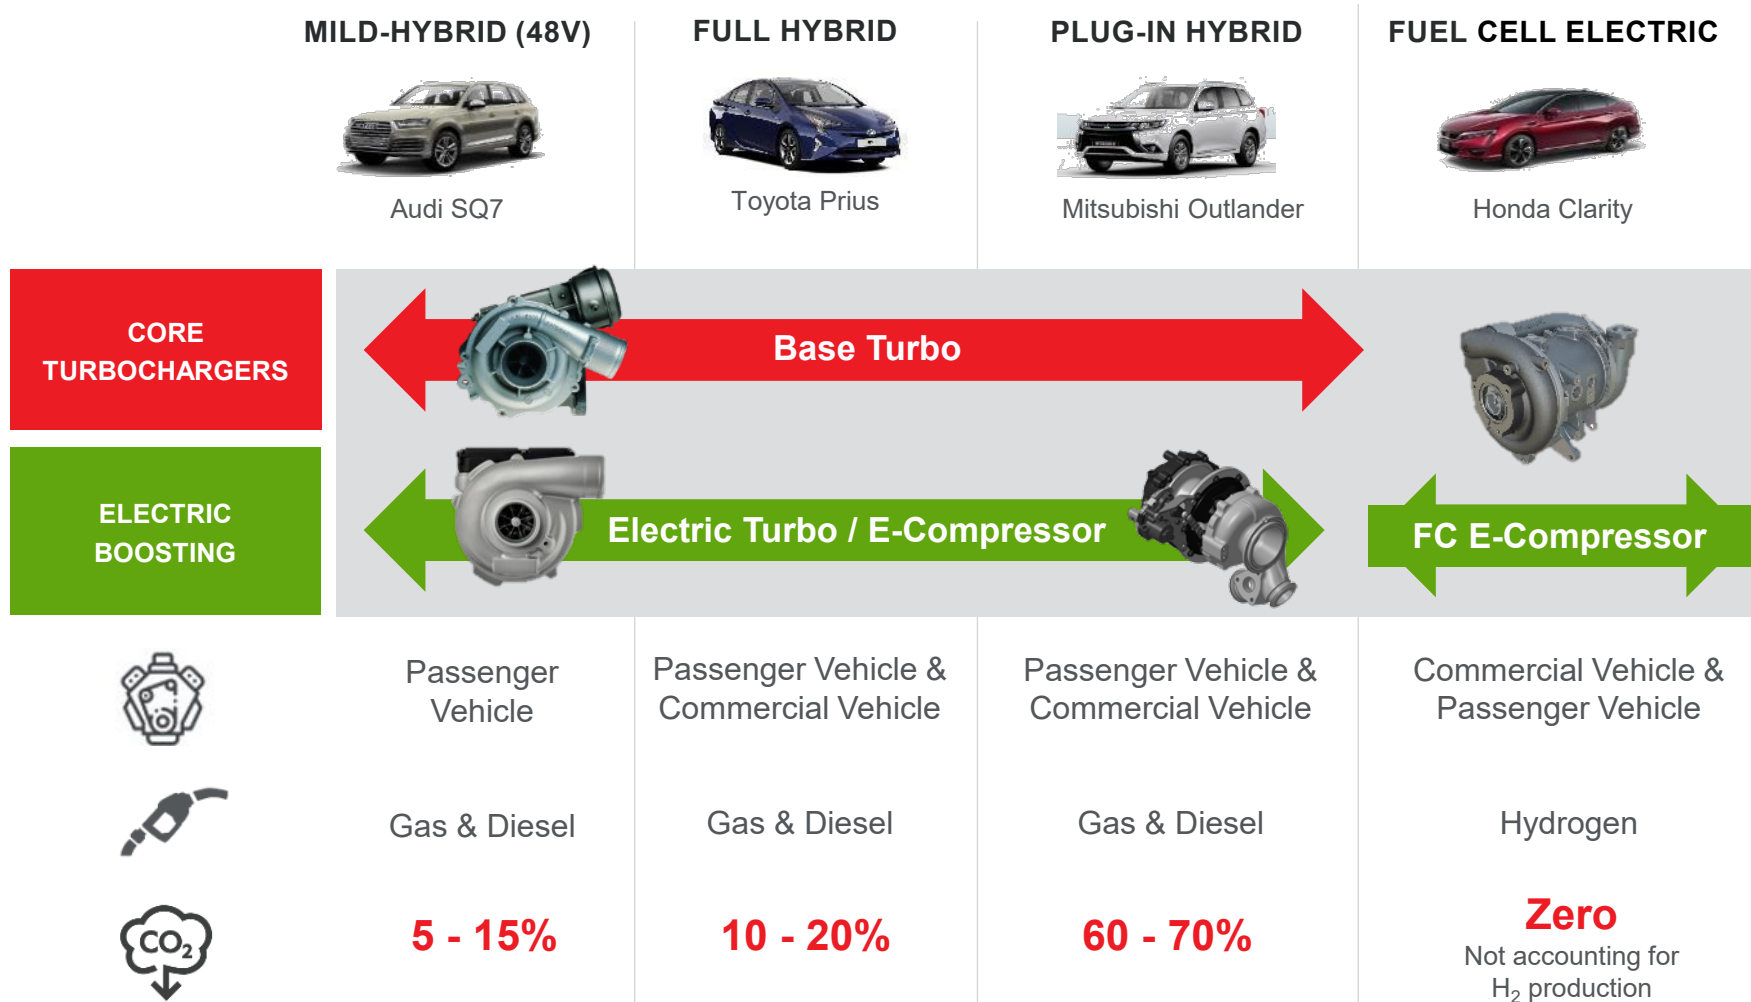 MILD-HYBRID (48V)
FULL HYBRID
PLUG-IN HYBRID
FUEL CELL ELECTRIC
Audi SQ7
Toyota Prius
Mitsubishi Outlander
Honda Clarity
CORE
TURBOCHARGERS
Base Turbo
ELECTRIC
BOOSTING
Electric Turbo / E-Compressor
FC E-Compressor
Passenger
Vehicle
Passenger Vehicle &
Commercial Vehicle
Passenger Vehicle &
Commercial Vehicle
Commercial Vehicle &
Passenger Vehicle
Gas & Diesel
Gas & Diesel
Gas & Diesel
Hydrogen
CO₂
5 - 15%
10 - 20%
60 - 70%
Zero
Not accounting for
H₂ production